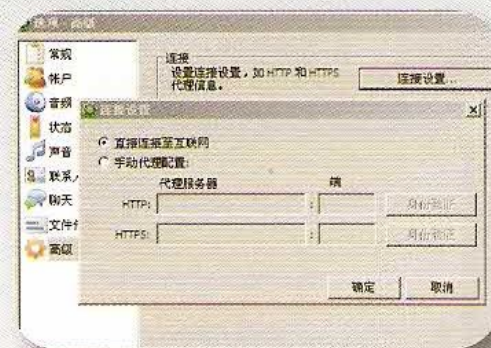 选项 - 高级
常规
帐户
音频
状态
声音
联系人
聊天
文件传
高级
连接
设置连接设置，如 HTTP 和 HTTPS
代理信息。
连接设置...
连接设置
直接连接至互联网
手动代理配置:
代理服务器 端
HTTP: : 身份验证
HTTPS: : 身份验证
确定 取消